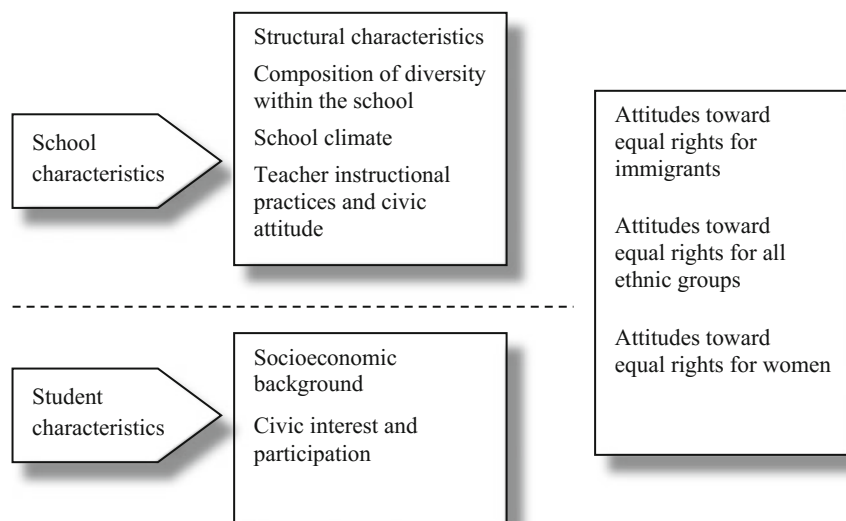 School
characteristics
Structural characteristics
Composition of diversity
within the school
School climate
Teacher instructional
practices and civic
attitude
Student
characteristics
Socioeconomic
background
Civic interest and
participation
Attitudes toward
equal rights for
immigrants
Attitudes toward
equal rights for all
ethnic groups
Attitudes toward
equal rights for women